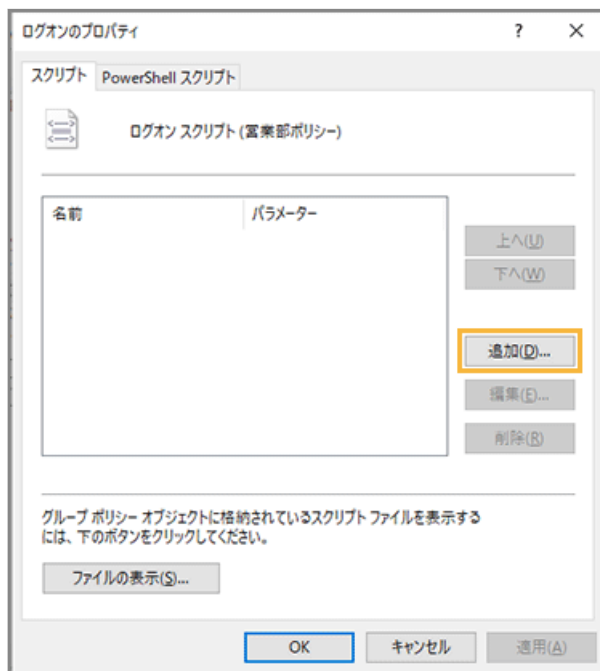 ログオンのプロパティ ? ×
スクリプト PowerShell スクリプト
ログオン スクリプト (営業部ポリシー)
名前 パラメーター
上へ(U)
下へ(W)
追加(D)...
編集(E)...
削除(R)
グループ ポリシー オブジェクトに格納されているスクリプト ファイルを表示する
には、下のボタンをクリックしてください。
ファイルの表示(S)...
OK キャンセル 適用(A)